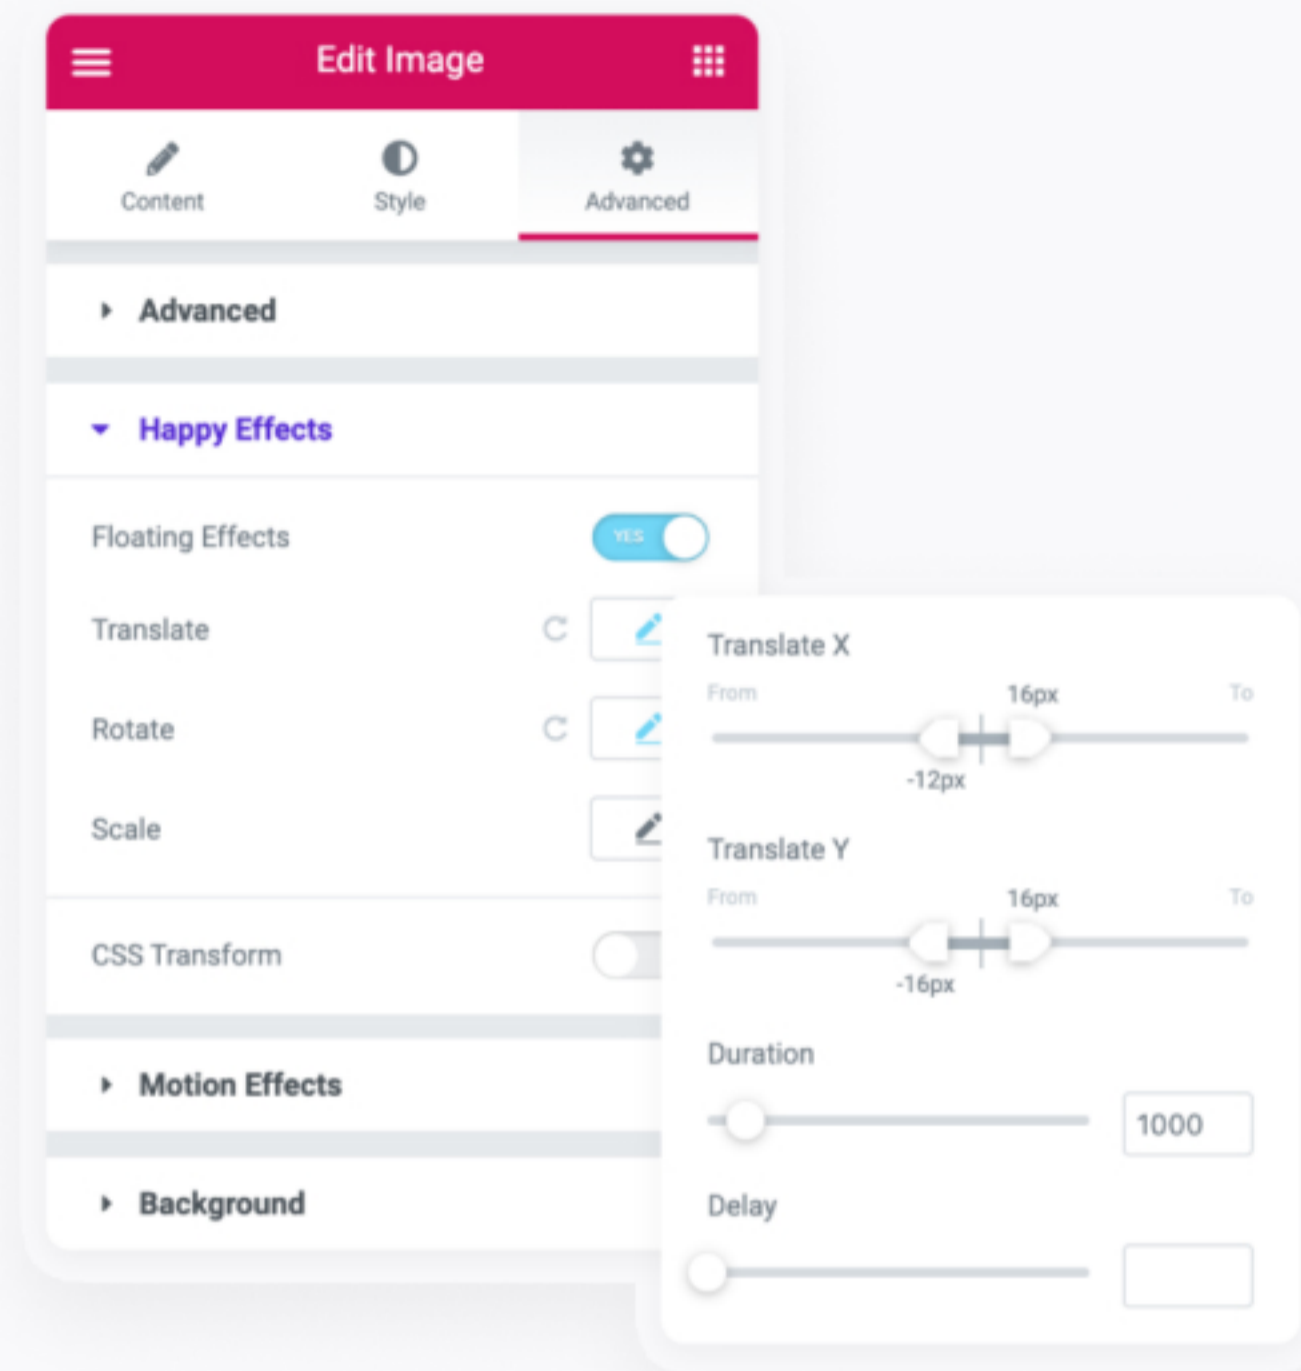 Edit Image
Content
Style
Advanced
Advanced
Happy Effects
Floating Effects
YES
Translate
Rotate
Scale
CSS Transform
Motion Effects
Background
Translate X
From
16px
To
-12px
Translate Y
From
16px
To
-16px
Duration
1000
Delay